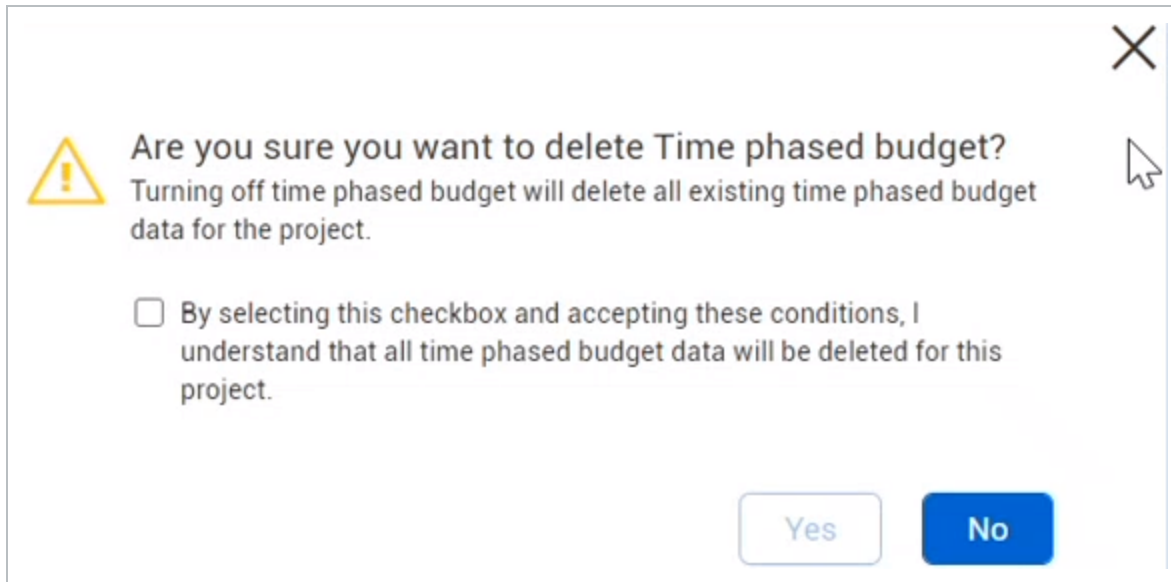 Are you sure you want to delete Time phased budget?
Turning off time phased budget will delete all existing time phased budget
data for the project.
By selecting this checkbox and accepting these conditions, I
understand that all time phased budget data will be deleted for this
project.
Yes
No